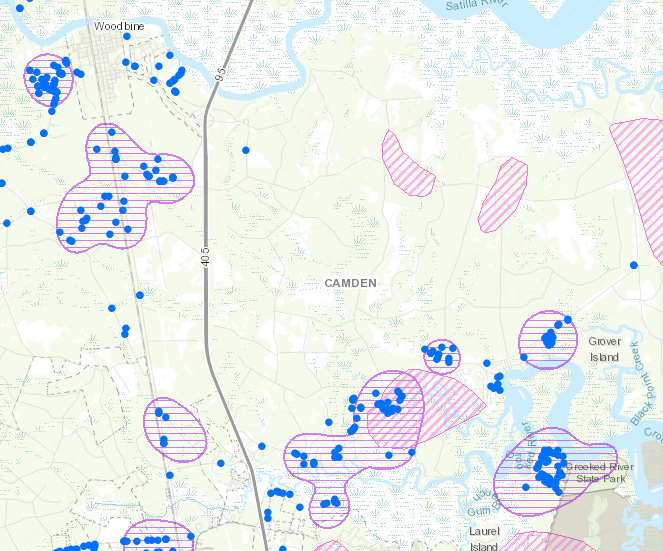 Satilla River
Woodbine
95
405
CAMDEN
Grover
Island
Black Point Creek
Crooked River
State Park
Laurel
Island